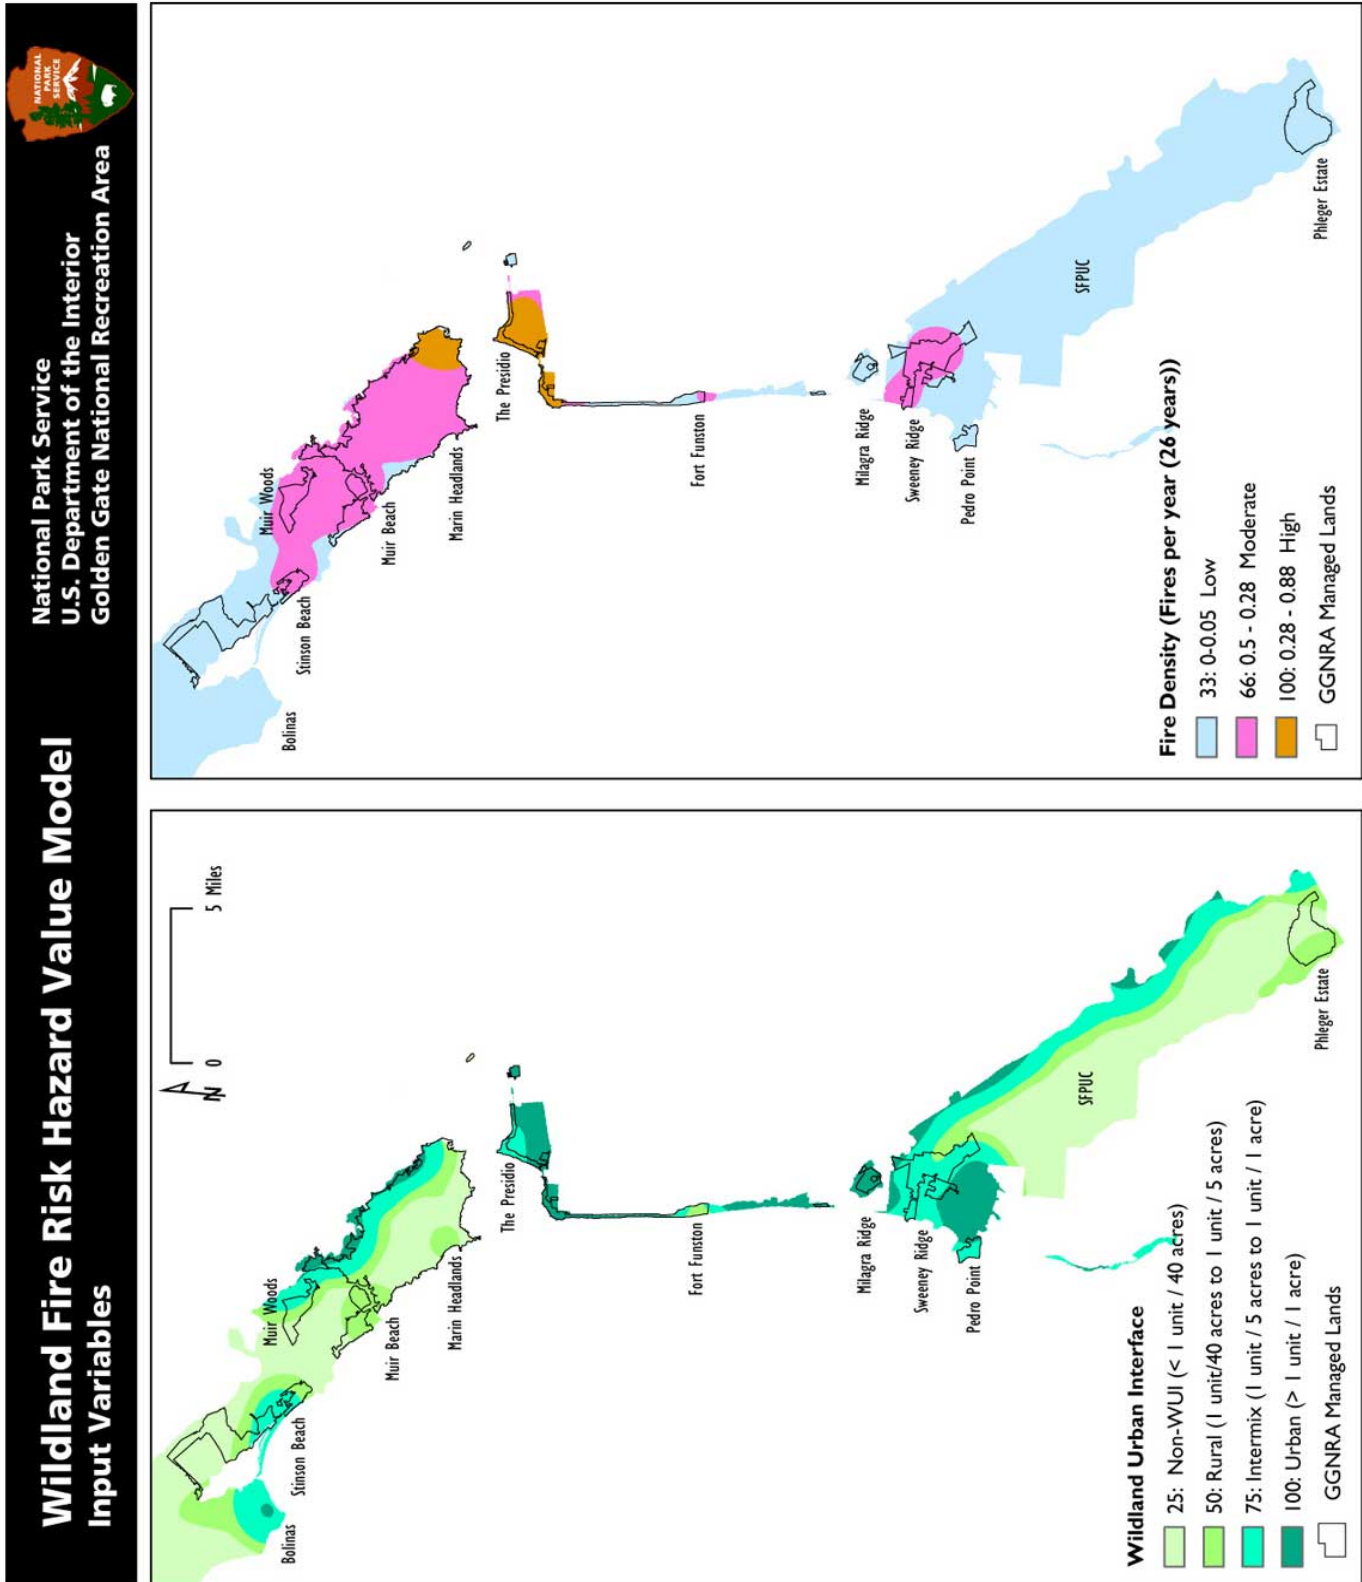 Wildland Fire Risk Hazard Value Model
Input Variables
National Park Service
U.S. Department of the Interior
Golden Gate National Recreation Area
NATIONAL
PARK
SERVICE
N
0 5 Miles
Bolinas
Stinson Beach
Muir Woods
Muir Beach
Marin Headlands
The Presidio
Fort Funston
Milagra Ridge
Sweeney Ridge
Pedro Point
SFPUC
Phleger Estate
Wildland Urban Interface
25: Non-WUI (< 1 unit / 40 acres)
50: Rural (1 unit/40 acres to 1 unit / 5 acres)
75: Intermix (1 unit / 5 acres to 1 unit / 1 acre)
100: Urban (> 1 unit / 1 acre)
GGNRA Managed Lands
Bolinas
Stinson Beach
Muir Woods
Muir Beach
Marin Headlands
The Presidio
Fort Funston
Milagra Ridge
Sweeney Ridge
Pedro Point
SFPUC
Phleger Estate
Fire Density (Fires per year (26 years))
33: 0-0.05 Low
66: 0.5 - 0.28 Moderate
100: 0.28 - 0.88 High
GGNRA Managed Lands